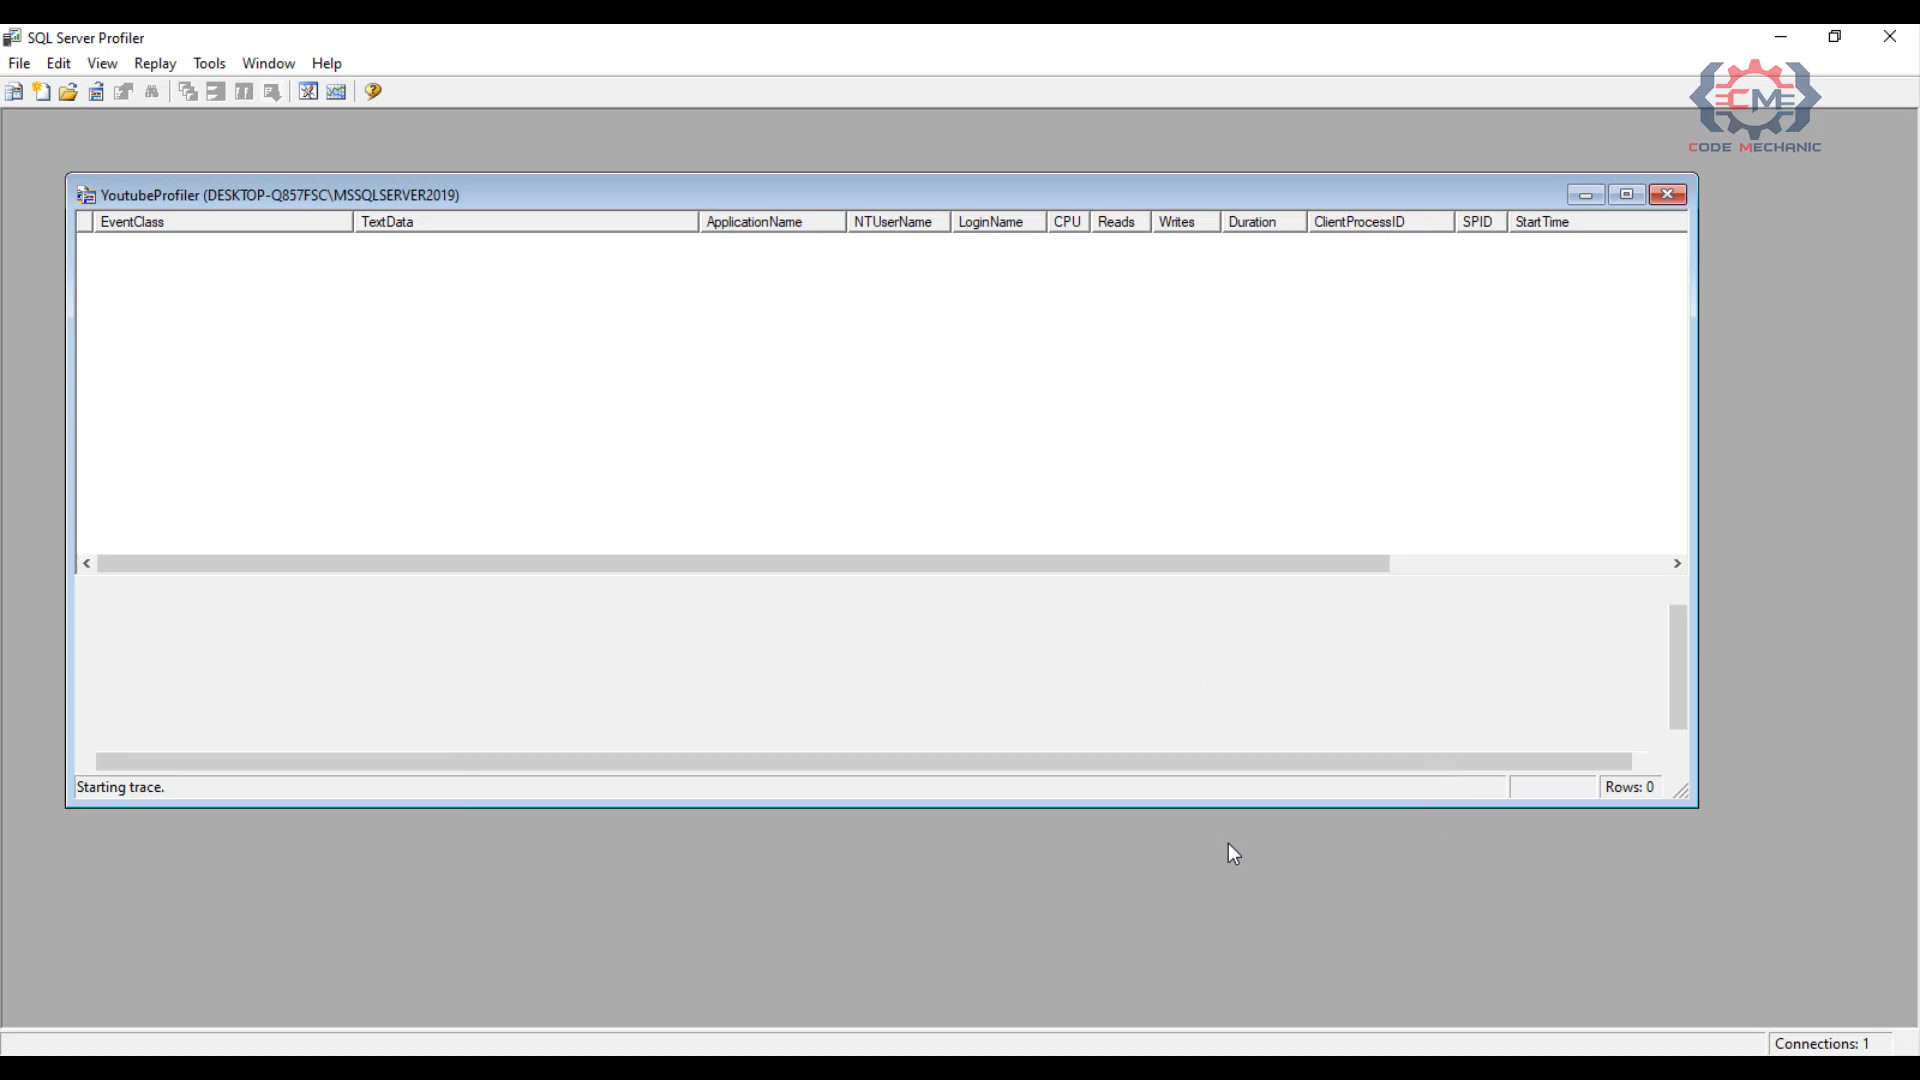 SQL Server Profiler
File Edit View Replay Tools Window Help
CME
CODE MECHANIC
YoutubeProfiler (DESKTOP-Q857FSC\MSSQLSERVER2019)
EventClass TextData ApplicationName NTUserName LoginName CPU Reads Writes Duration ClientProcessID SPID StartTime
Starting trace. Rows: 0
Connections: 1